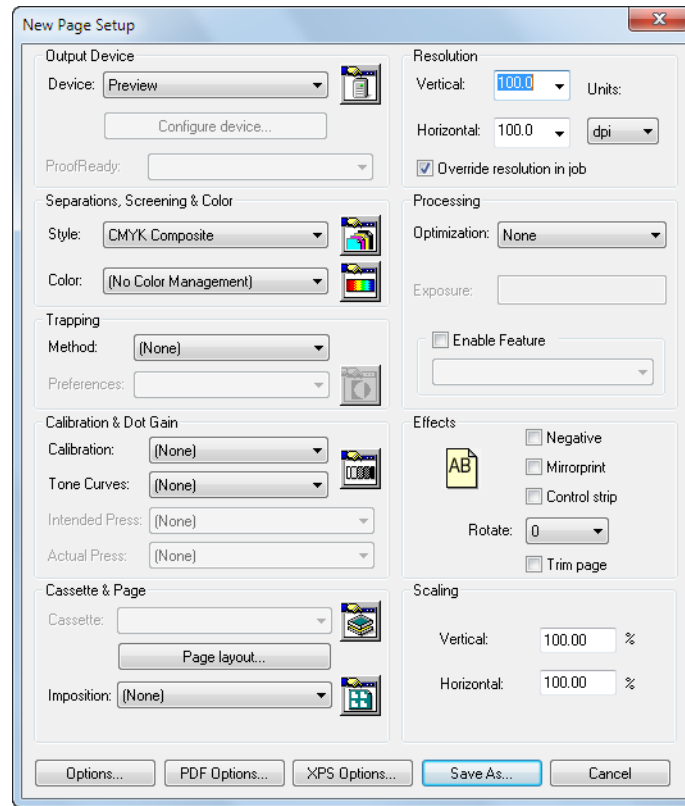 New Page Setup
Output Device
Device: Preview
Configure device...
ProofReady:
Separations, Screening & Color
Style: CMYK Composite
Color: (No Color Management)
Trapping
Method: (None)
Preferences:
Calibration & Dot Gain
Calibration: (None)
Tone Curves: (None)
Intended Press: (None)
Actual Press: (None)
Cassette & Page
Cassette:
Page layout...
Imposition: (None)
Resolution
Vertical: 100.0 Units:
Horizontal: 100.0 dpi
Override resolution in job
Processing
Optimization: None
Exposure:
Enable Feature
Effects
AB
Negative
Mirrorprint
Control strip
Rotate: 0
Trim page
Scaling
Vertical: 100.00 %
Horizontal: 100.00 %
Options... PDF Options... XPS Options... Save As... Cancel